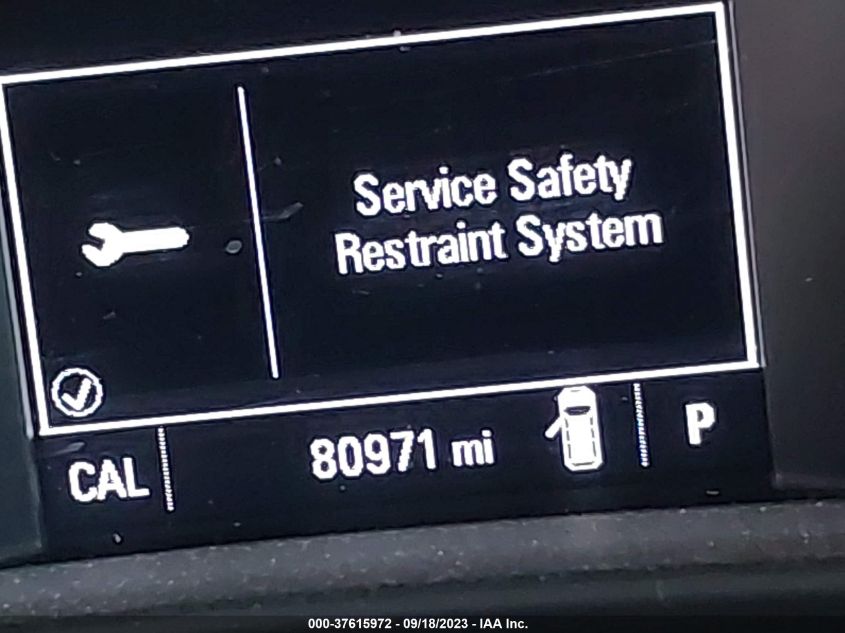 Service Safety
Restraint System
CAL 80971 mi P
000-37615972 - 09/18/2023 - IAA Inc.